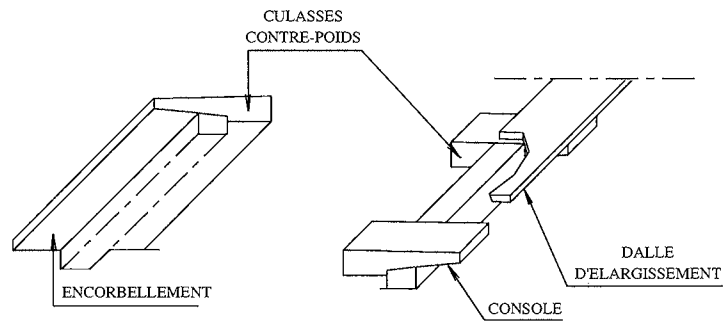 CULASSES
CONTRE-POIDS
ENCORBELLEMENT
DALLE
D'ELARGISSEMENT
CONSOLE